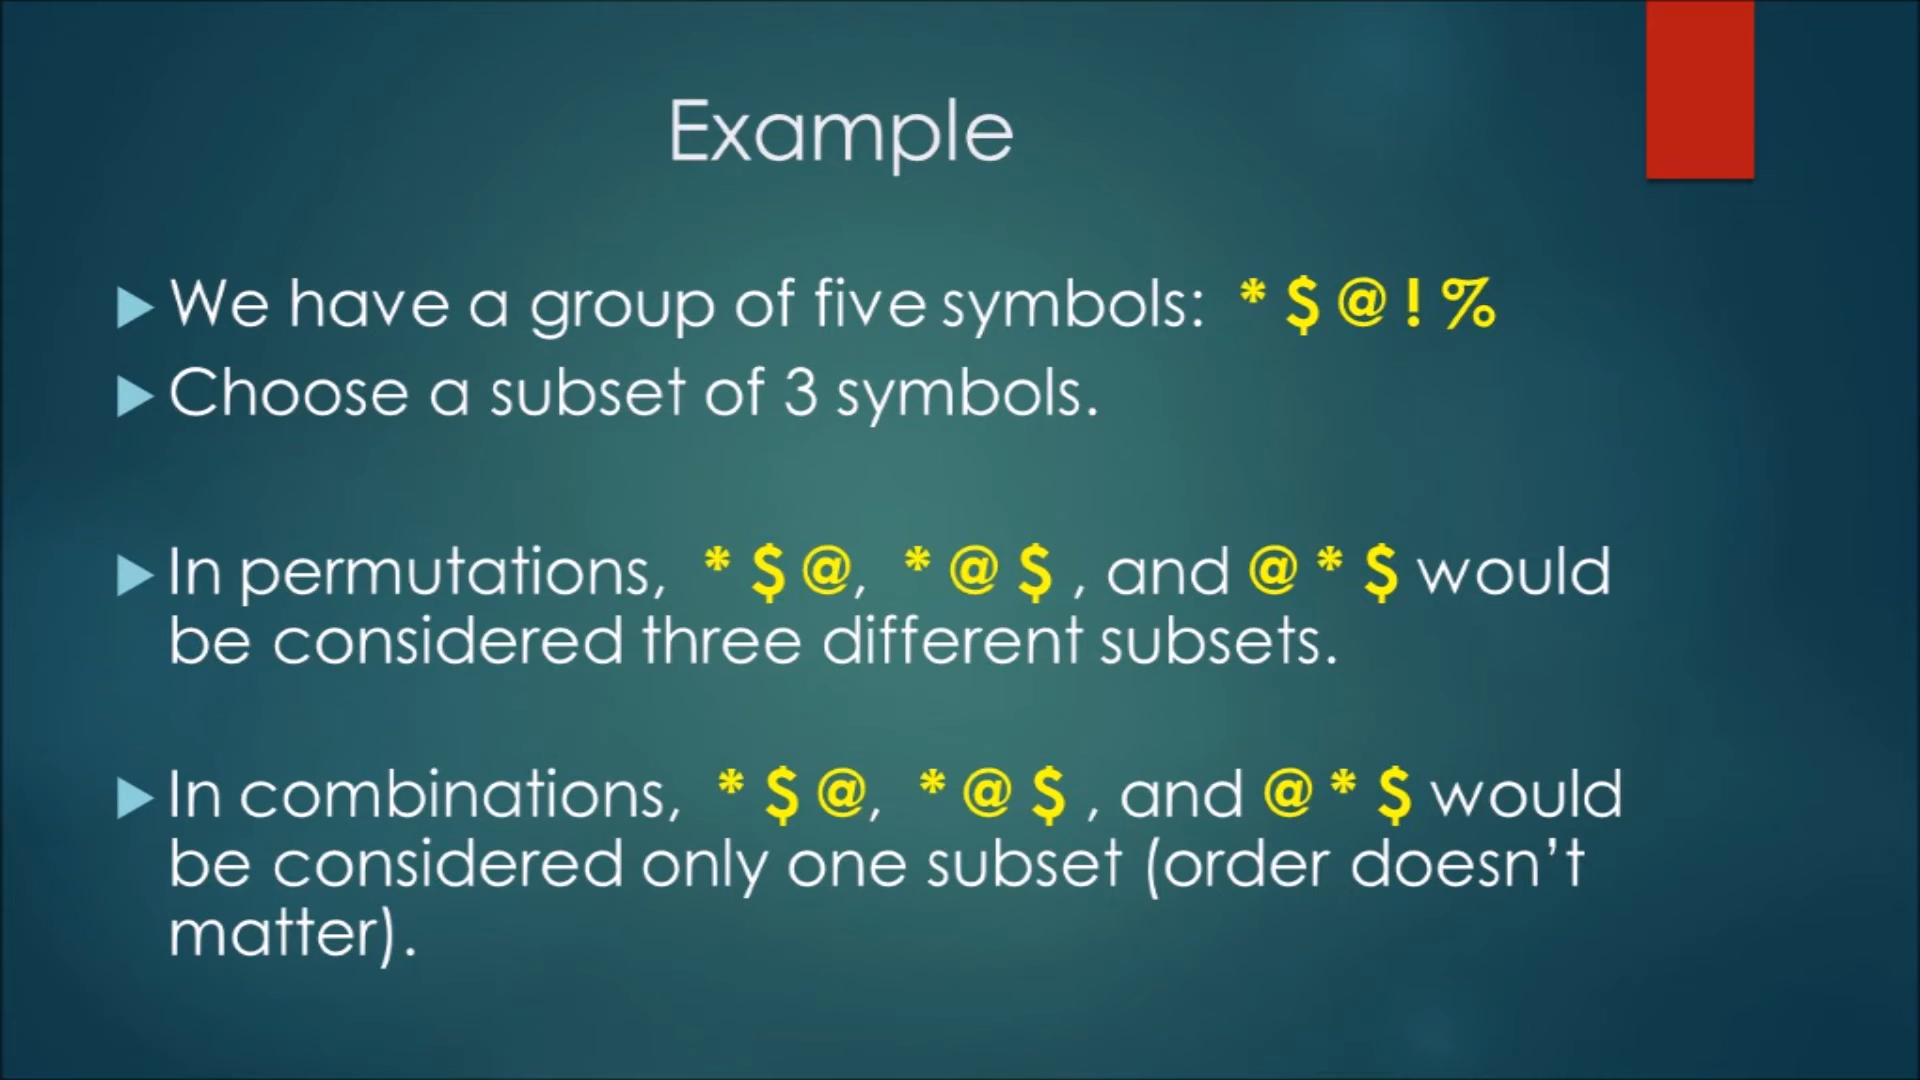 Example
We have a group of five symbols: * $ @ ! %
Choose a subset of 3 symbols.
In permutations, * $ @, * @ $ , and @ * $ would
be considered three different subsets.
In combinations, * $ @, * @ $ , and @ * $ would
be considered only one subset (order doesn’t
matter).